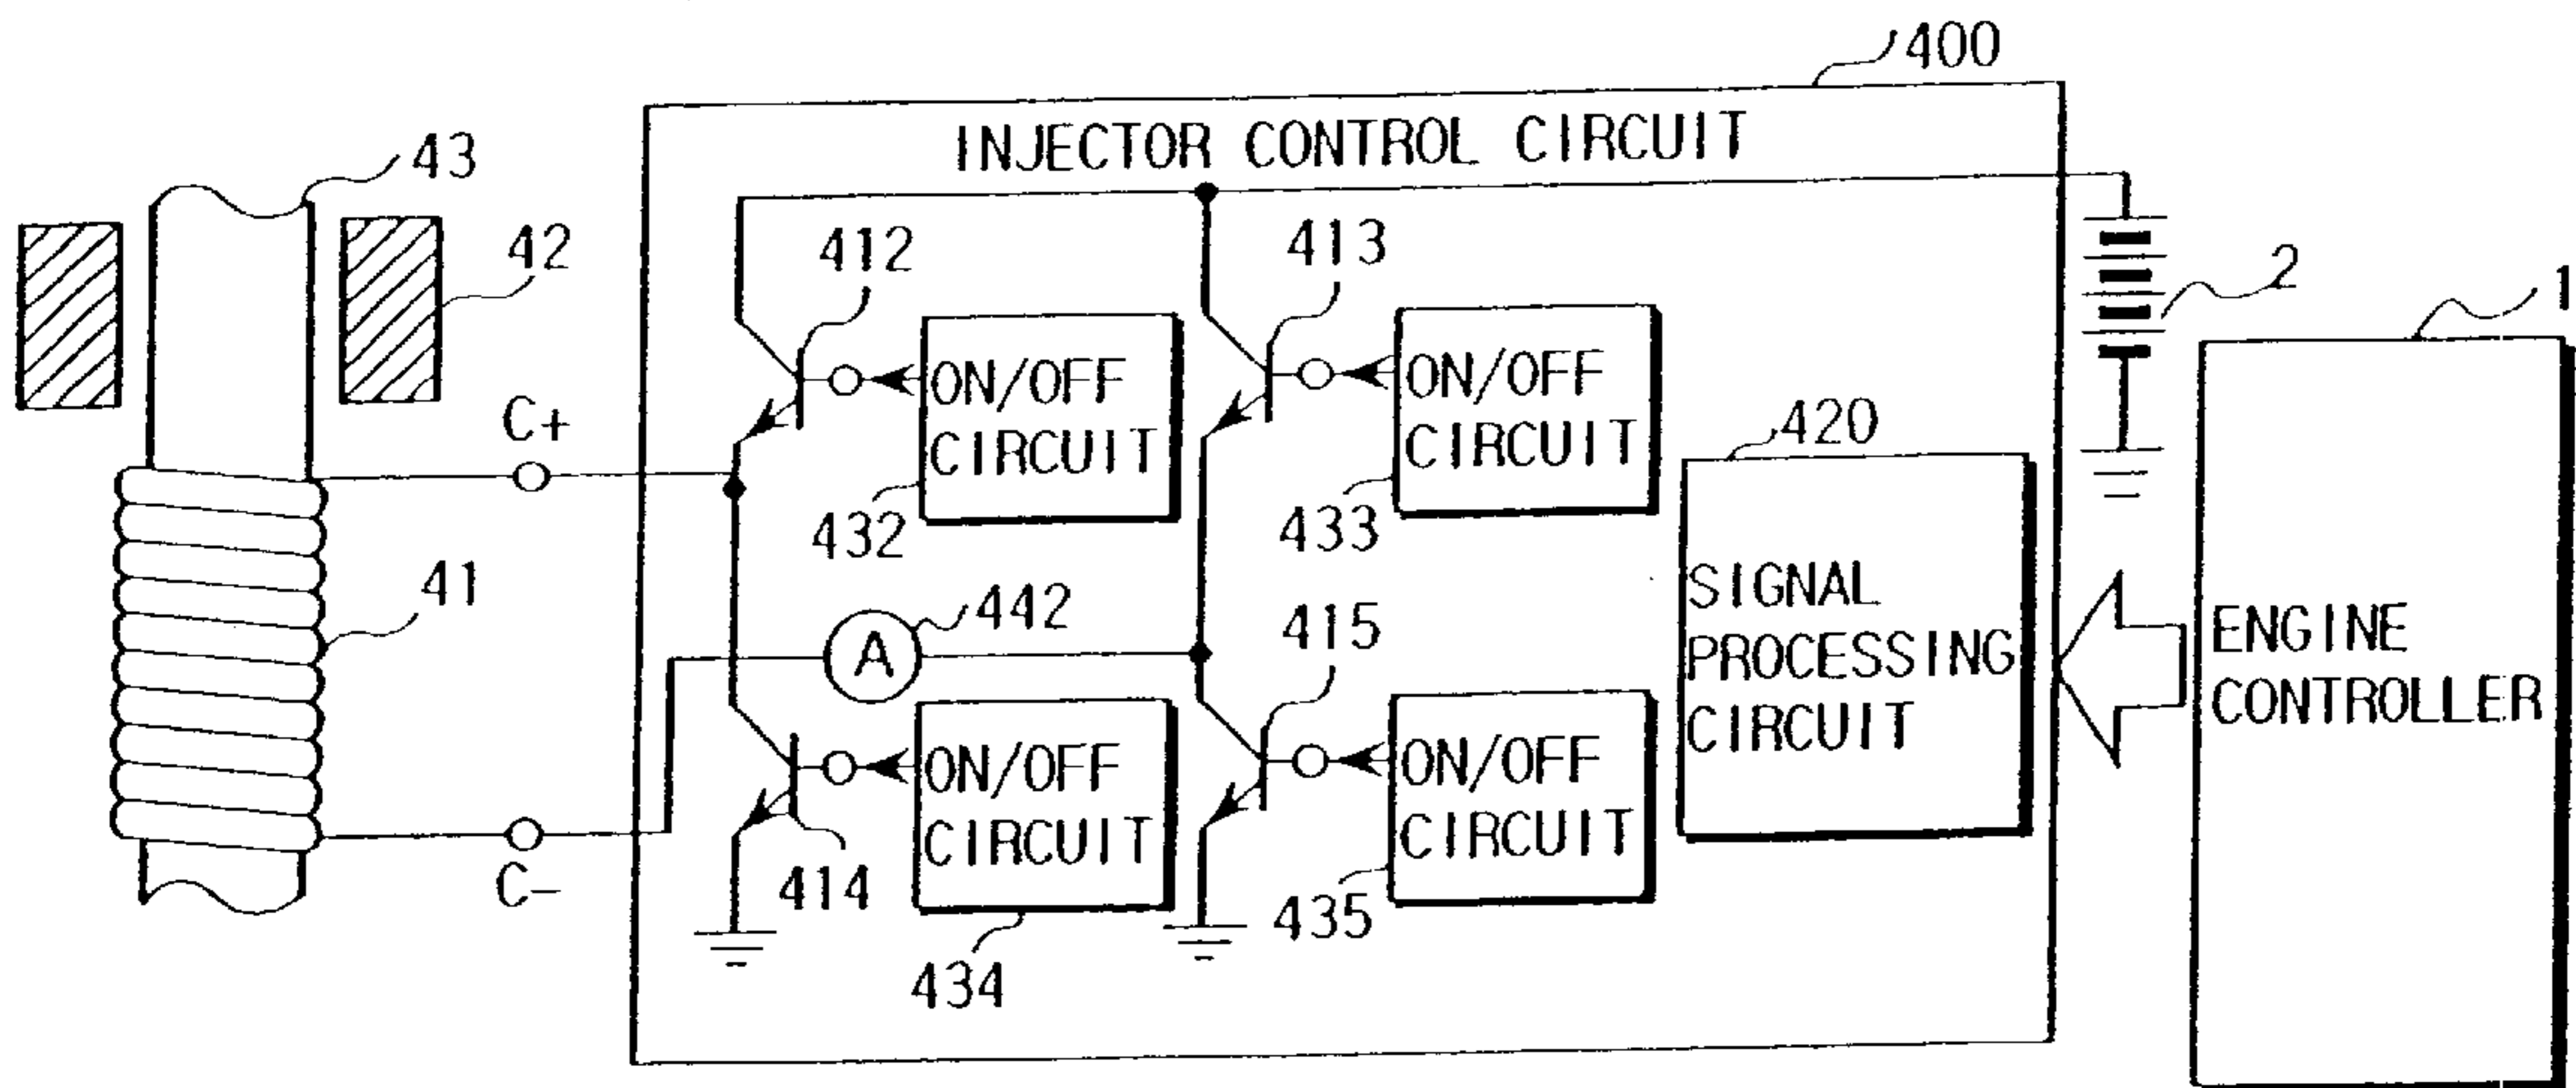 400
INJECTOR CONTROL CIRCUIT
43
42
412
413
2
1
ON/OFF
CIRCUIT
ON/OFF
CIRCUIT
C+
420
432
433
41
442
415
A
SIGNAL
PROCESSING
CIRCUIT
ENGINE
CONTROLLER
ON/OFF
CIRCUIT
ON/OFF
CIRCUIT
C−
414
434
435